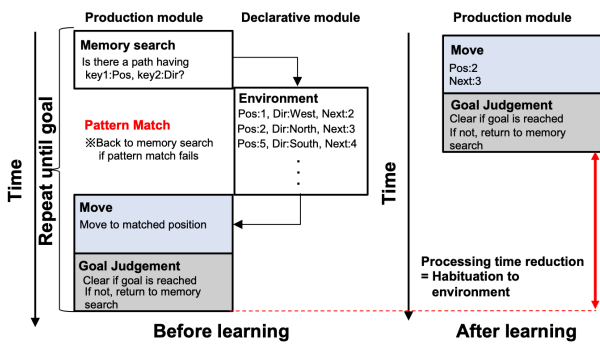 Production module
Declarative module
Production module
Time
Repeat until goal
Memory search
Is there a path having
key1:Pos, key2:Dir?
Pattern Match
※Back to memory search
if pattern match fails
Environment
Pos:1, Dir:West, Next:2
Pos:2, Dir:North, Next:3
Pos:5, Dir:South, Next:4
Move
Move to matched position
Goal Judgement
Clear if goal is reached
If not, return to memory
search
Before learning
Time
Move
Pos:2
Next:3
Goal Judgement
Clear if goal is reached
If not, return to memory
search
Processing time reduction
= Habituation to
environment
After learning